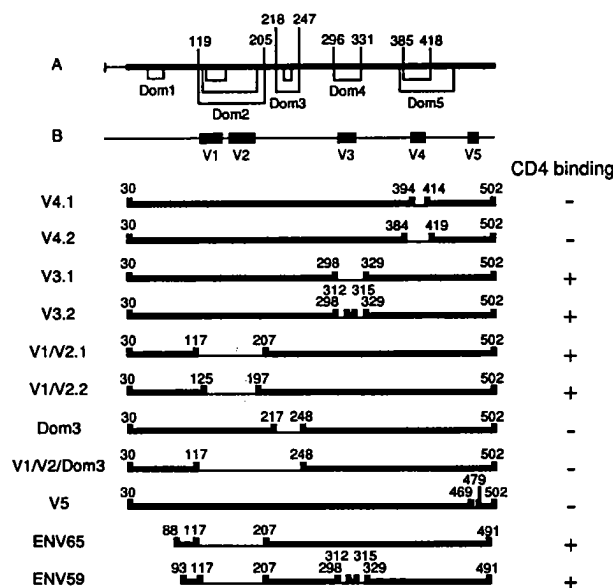 218 247
119 205 296 331 385 418
A
Dom1 Dom3 Dom4 Dom5
Dom2
B
V1 V2 V3 V4 V5
CD4 binding
30 394 414 502
V4.1 -
30 384 419 502
V4.2 -
30 298 329 502
V3.1 +
312 315
30 298 329 502
V3.2 +
30 117 207 502
V1/V2.1 +
30 125 197 502
V1/V2.2 +
30 217 248 502
Dom3 -
30 117 248 502
V1/V2/Dom3 -
479
30 469 502
V5 -
88 117 207 491
ENV65 +
312 315
93 117 207 298 329 491
ENV59 +